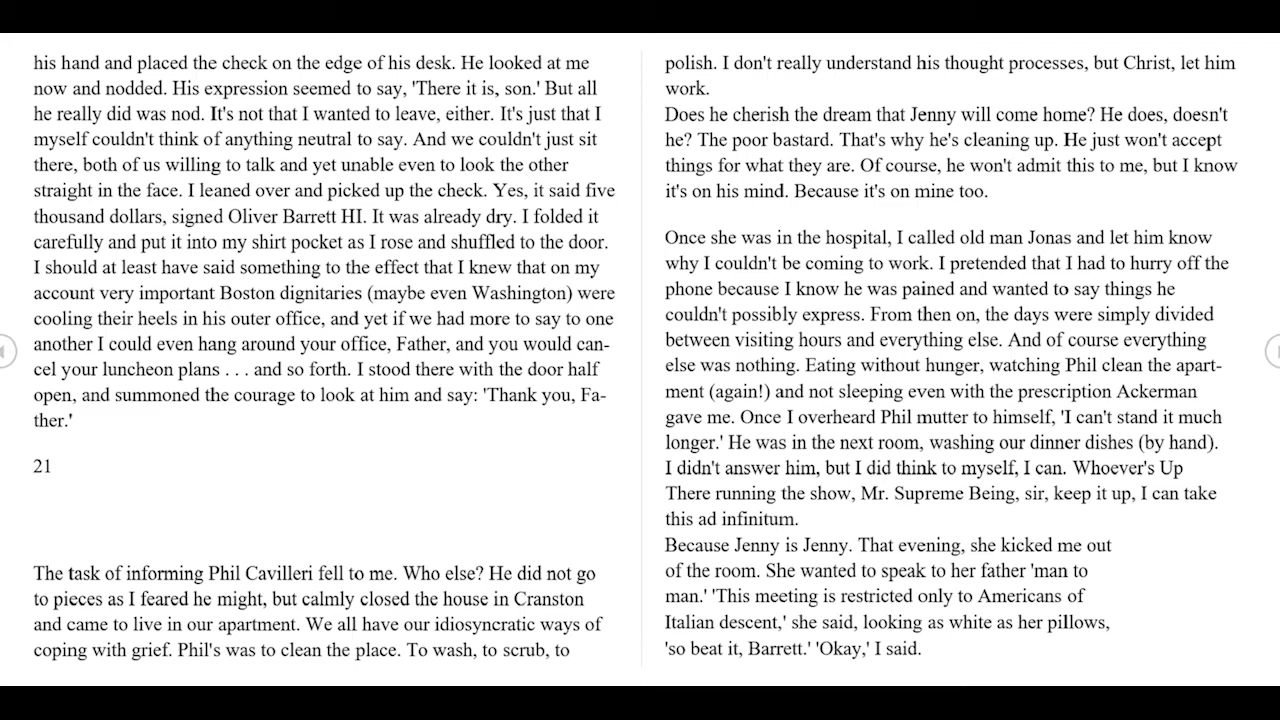 his hand and placed the check on the edge of his desk. He looked at me
now and nodded. His expression seemed to say, 'There it is, son.' But all
he really did was nod. It's not that I wanted to leave, either. It's just that I
myself couldn't think of anything neutral to say. And we couldn't just sit
there, both of us willing to talk and yet unable even to look the other
straight in the face. I leaned over and picked up the check. Yes, it said five
thousand dollars, signed Oliver Barrett HI. It was already dry. I folded it
carefully and put it into my shirt pocket as I rose and shuffled to the door.
I should at least have said something to the effect that I knew that on my
account very important Boston dignitaries (maybe even Washington) were
cooling their heels in his outer office, and yet if we had more to say to one
another I could even hang around your office, Father, and you would can-
cel your luncheon plans . . . and so forth. I stood there with the door half
open, and summoned the courage to look at him and say: 'Thank you, Fa-
ther.'
21
The task of informing Phil Cavilleri fell to me. Who else? He did not go
to pieces as I feared he might, but calmly closed the house in Cranston
and came to live in our apartment. We all have our idiosyncratic ways of
coping with grief. Phil's was to clean the place. To wash, to scrub, to
polish. I don't really understand his thought processes, but Christ, let him
work.
Does he cherish the dream that Jenny will come home? He does, doesn't
he? The poor bastard. That's why he's cleaning up. He just won't accept
things for what they are. Of course, he won't admit this to me, but I know
it's on his mind. Because it's on mine too.
Once she was in the hospital, I called old man Jonas and let him know
why I couldn't be coming to work. I pretended that I had to hurry off the
phone because I know he was pained and wanted to say things he
couldn't possibly express. From then on, the days were simply divided
between visiting hours and everything else. And of course everything
else was nothing. Eating without hunger, watching Phil clean the apart-
ment (again!) and not sleeping even with the prescription Ackerman
gave me. Once I overheard Phil mutter to himself, 'I can't stand it much
longer.' He was in the next room, washing our dinner dishes (by hand).
I didn't answer him, but I did think to myself, I can. Whoever's Up
There running the show, Mr. Supreme Being, sir, keep it up, I can take
this ad infinitum.
Because Jenny is Jenny. That evening, she kicked me out
of the room. She wanted to speak to her father 'man to
man.' 'This meeting is restricted only to Americans of
Italian descent,' she said, looking as white as her pillows,
'so beat it, Barrett.' 'Okay,' I said.